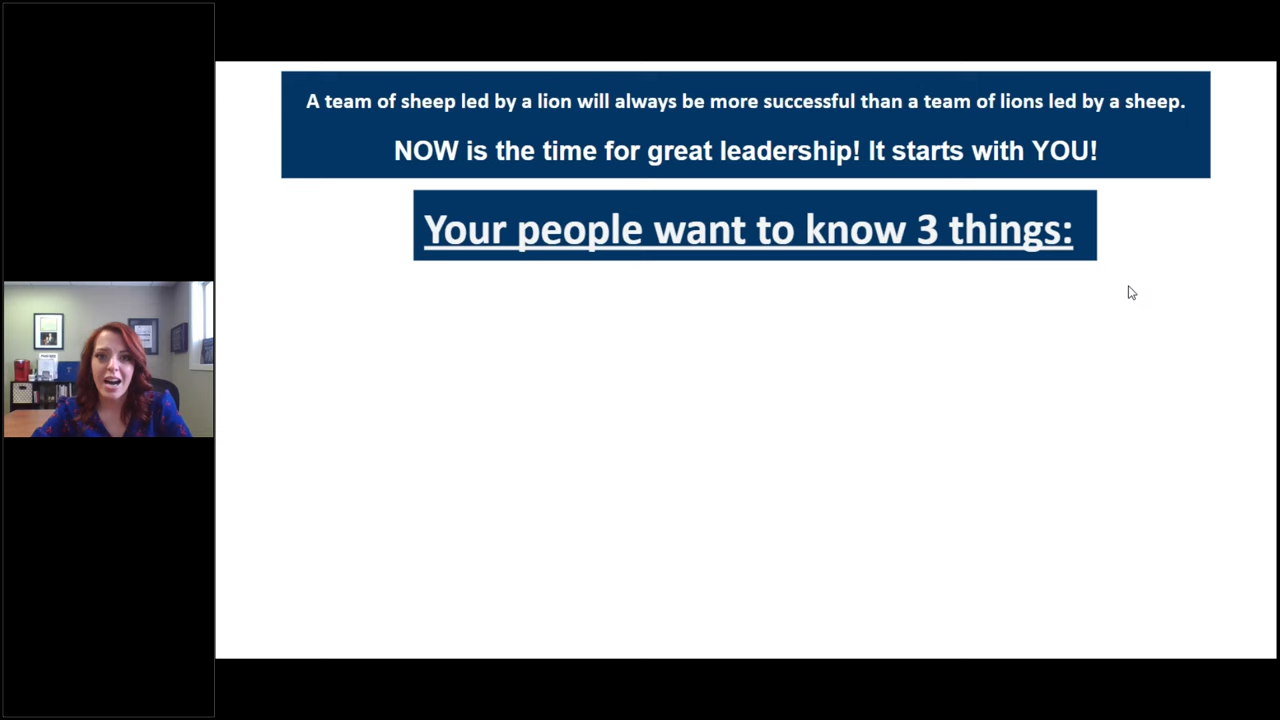 A team of sheep led by a lion will always be more successful than a team of lions led by a sheep.
NOW is the time for great leadership! It starts with YOU!
Your people want to know 3 things: